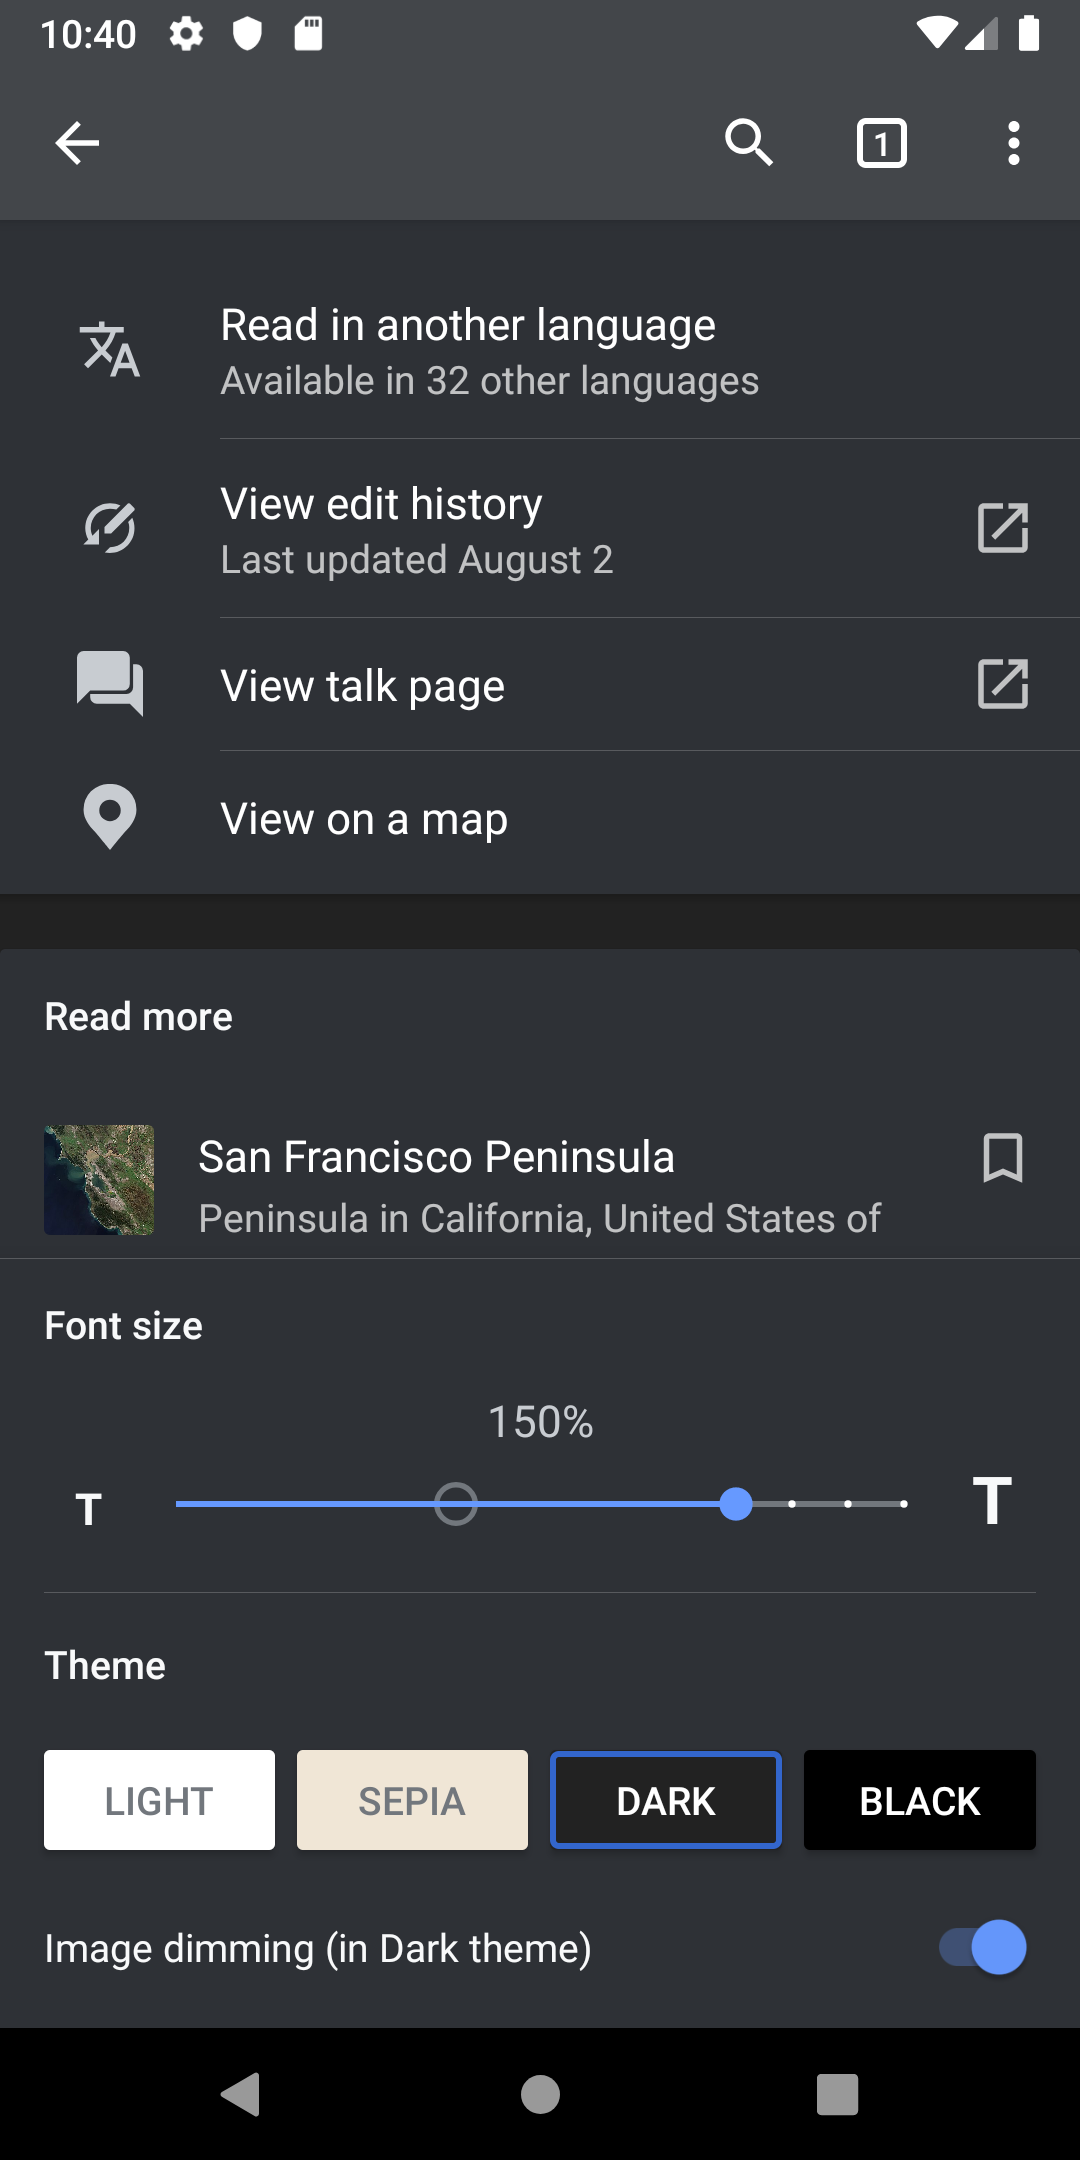 10:40
1
Read in another language
Available in 32 other languages
View edit history
Last updated August 2
View talk page
View on a map
Read more
San Francisco Peninsula
Peninsula in California, United States of
Font size
150%
T
T
Theme
LIGHT
SEPIA
DARK
BLACK
Image dimming (in Dark theme)